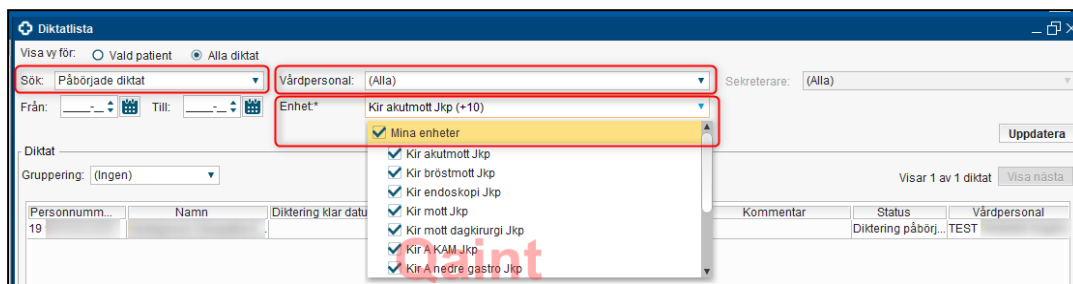 Diktatlista
Visa vy för: Vald patient Alla diktat
Sök: Påbörjade diktat Vårdpersonal: (Alla) Sekreterare: (Alla)
Från: Till: Enhet:* Kir akutmott Jkp (+10)
Mina enheter
Uppdatera
Diktat
Kir akutmott Jkp
Gruppering: (Ingen) Kir bröstmott Jkp Visar 1 av 1 diktat Visa nästa
Kir endoskopi Jkp
Personnumm... Namn Diktering klar datu Kir mott Jkp Kommentar Status Vårdpersonal
19 Kir mott dagkirurgi Jkp Diktering påbörj... TEST
Kir A KAM Jkp
Kir A nedre gastro Jkp
Qaint